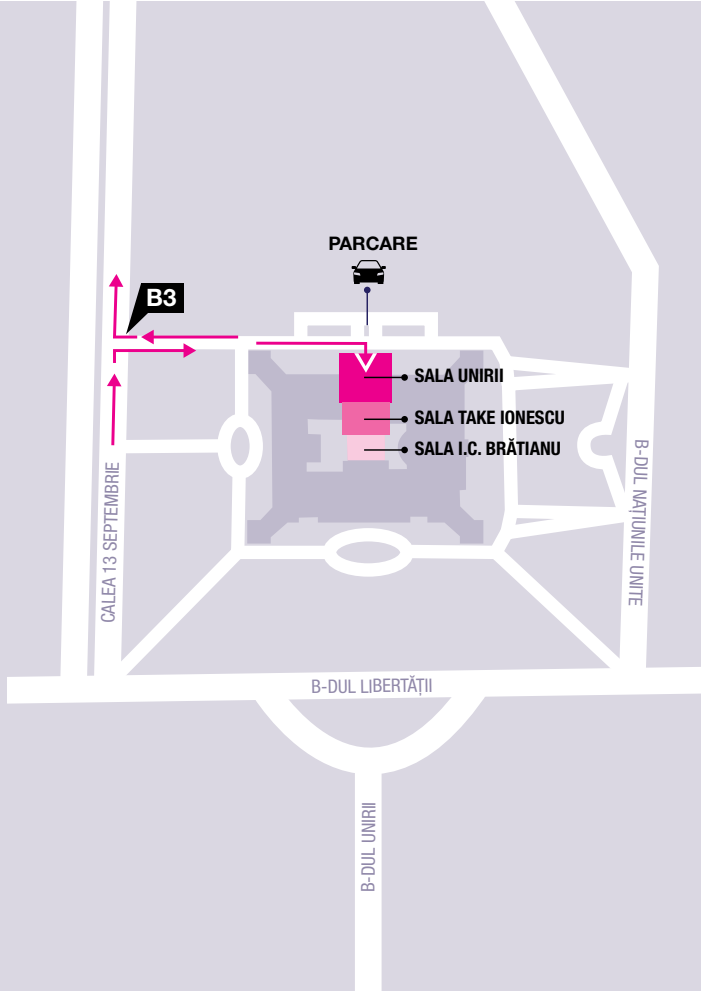 PARCARE
B3
SALA UNIRII
SALA TAKE IONESCU
SALA I.C. BRĂTIANU
CALEA 13 SEPTEMBRIE
B-DUL NAȚIUNILE UNITE
B-DUL LIBERTĂȚII
B-DUL UNIRII